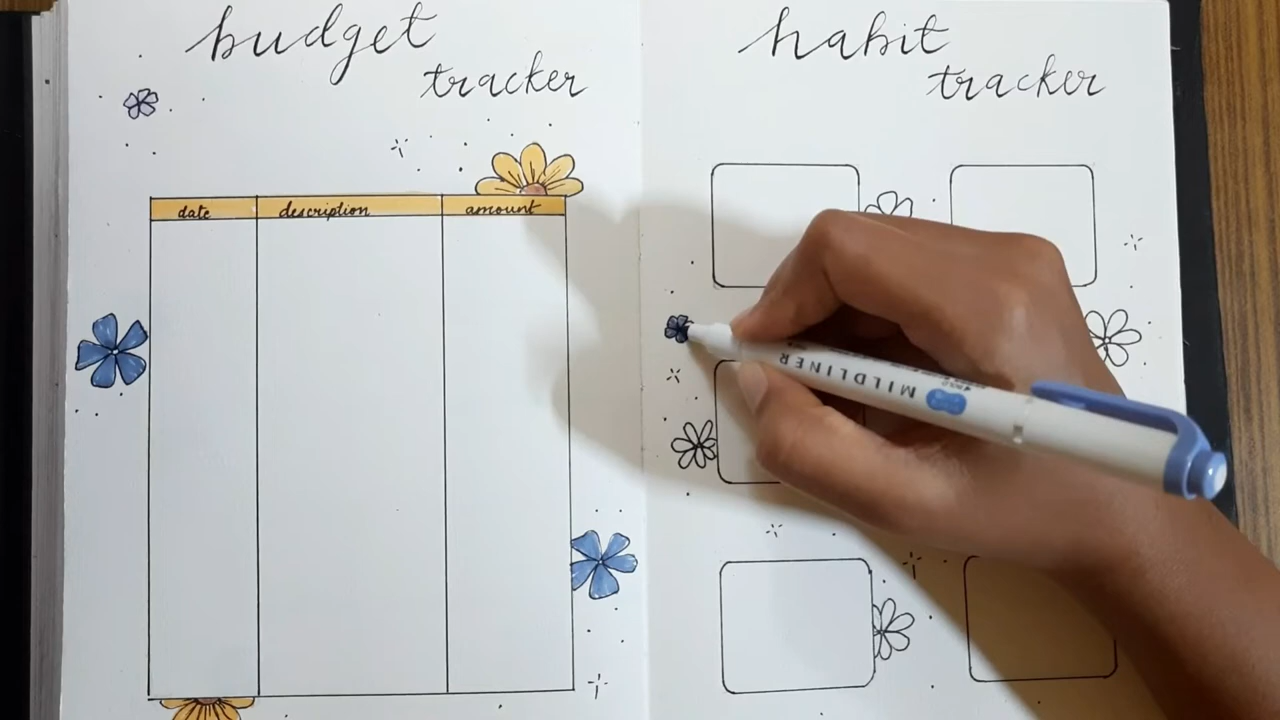 budget
tracker
date description amount
habit
tracker
MILDLINER